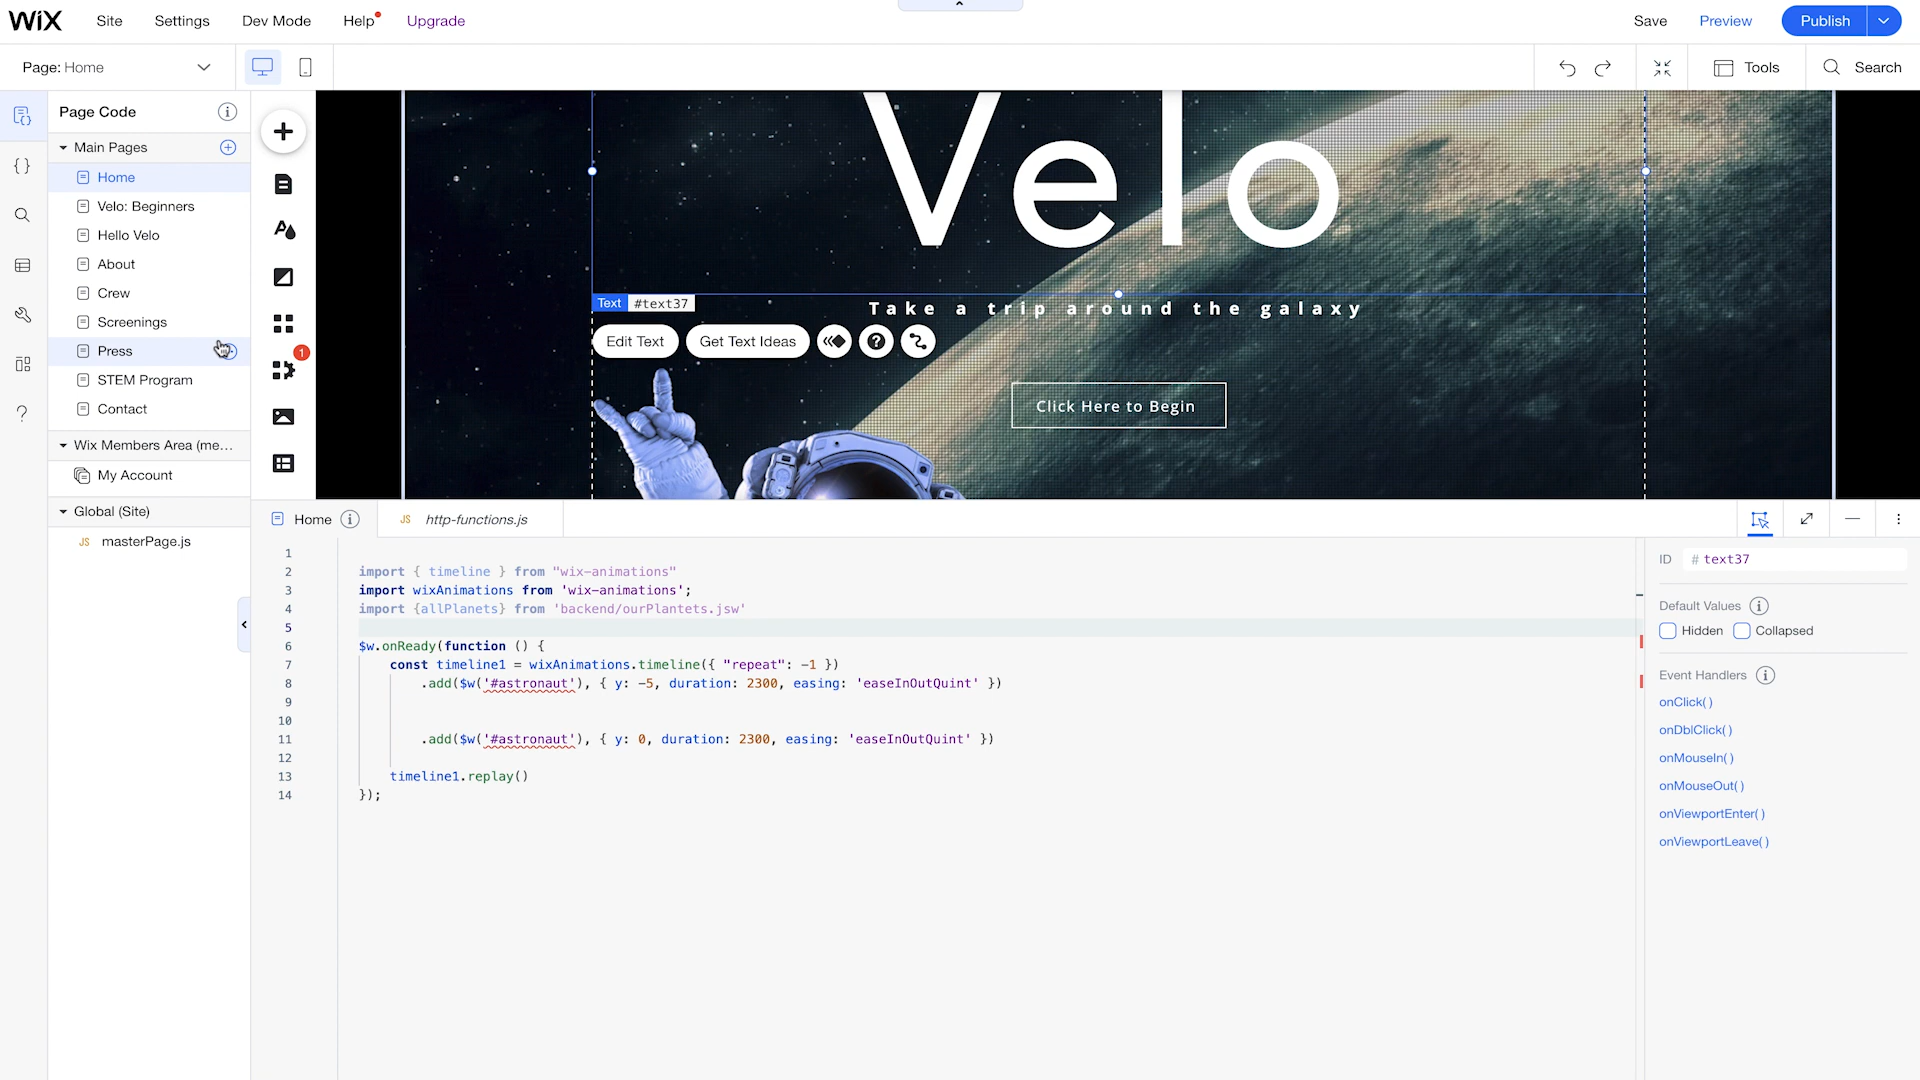 WiX Site Settings Dev Mode Help Upgrade Save Preview Publish
Page: Home Tools Search
Page Code
Main Pages
Home
Velo: Beginners
Hello Velo
About
Crew
Screenings
Press
STEM Program
Contact
Wix Members Area (me...
My Account
Global (Site)
JS masterPage.js
1
Velo
Text #text37
Take a trip around the galaxy
Edit Text Get Text Ideas
Click Here to Begin
Home JS http-functions.js
1
2 import { timeline } from "wix-animations"
3 import wixAnimations from 'wix-animations';
4 import {allPlanets} from 'backend/ourPlantets.jsw'
5
6 $w.onReady(function () {
7 const timeline1 = wixAnimations.timeline({ "repeat": -1 })
8 .add($w('#astronaut'), { y: -5, duration: 2300, easing: 'easeInOutQuint' })
9
10
11 .add($w('#astronaut'), { y: 0, duration: 2300, easing: 'easeInOutQuint' })
12
13 timeline1.replay()
14 });
ID # text37
Default Values
Hidden Collapsed
Event Handlers
onClick()
onDblClick()
onMouseIn()
onMouseOut()
onViewportEnter()
onViewportLeave()